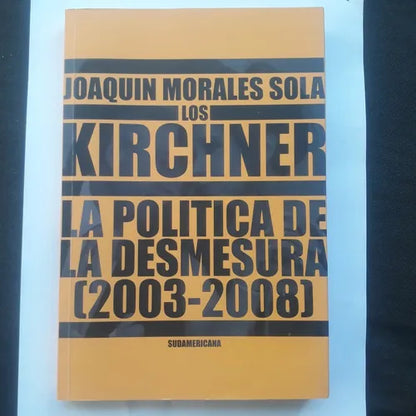 JOAQUIN MORALES SOLA
LOS
KIRCHNER
LA POLITICA DE
LA DESMESURA
(2003-2008)
SUDAMERICANA